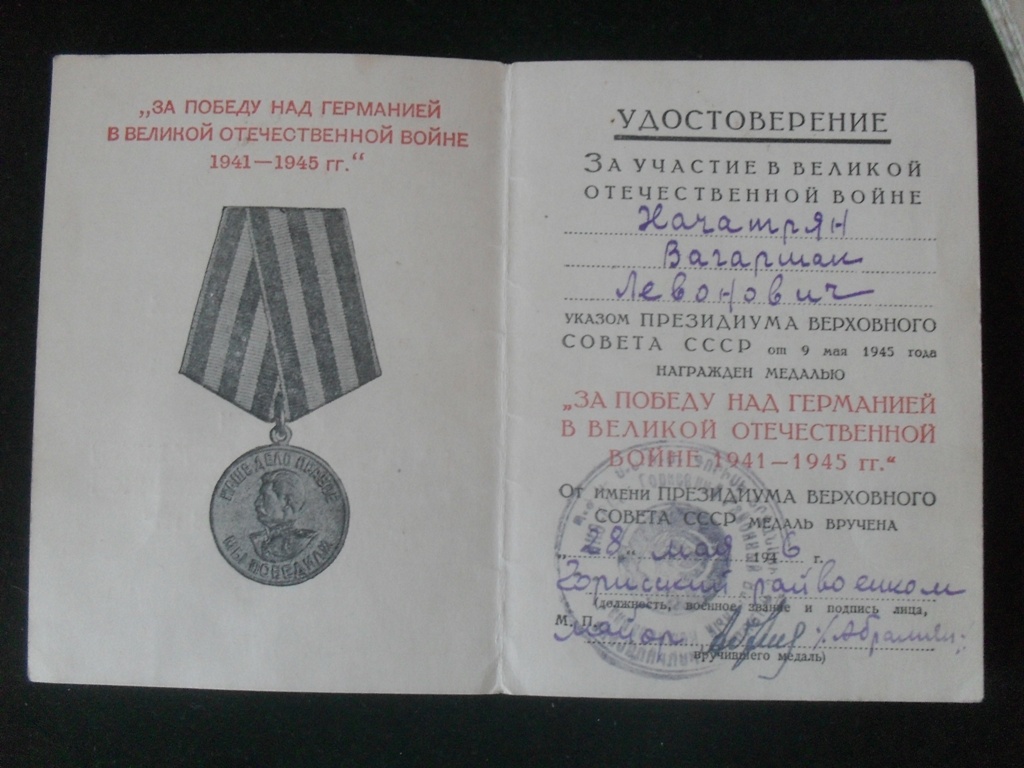 „ЗА ПОБЕДУ НАД ГЕРМАНИЕЙ
В ВЕЛИКОЙ ОТЕЧЕСТВЕННОЙ ВОЙНЕ
1941—1945 гг.“
НАШЕ ДЕЛО ПРАВОЕ
МЫ ПОБЕДИЛИ
УДОСТОВЕРЕНИЕ
ЗА УЧАСТИЕ В ВЕЛИКОЙ
ОТЕЧЕСТВЕННОЙ ВОЙНЕ
Хачатрян
Вагаршак
Левонович
УКАЗОМ ПРЕЗИДИУМА ВЕРХОВНОГО
СОВЕТА СССР от 9 мая 1945 года
НАГРАЖДЕН МЕДАЛЬЮ
„ЗА ПОБЕДУ НАД ГЕРМАНИЕЙ
В ВЕЛИКОЙ ОТЕЧЕСТВЕННОЙ
ВОЙНЕ 1941—1945 гг.“
ОТ ИМЕНИ ПРЕЗИДИУМА ВЕРХОВНОГО
СОВЕТА СССР МЕДАЛЬ ВРУЧЕНА
„28„ мая 1946 г.
Горисский райвоенком
(должность, военное звание и подпись лица,
М. П. майор /Абрамян/
вручившего медаль)